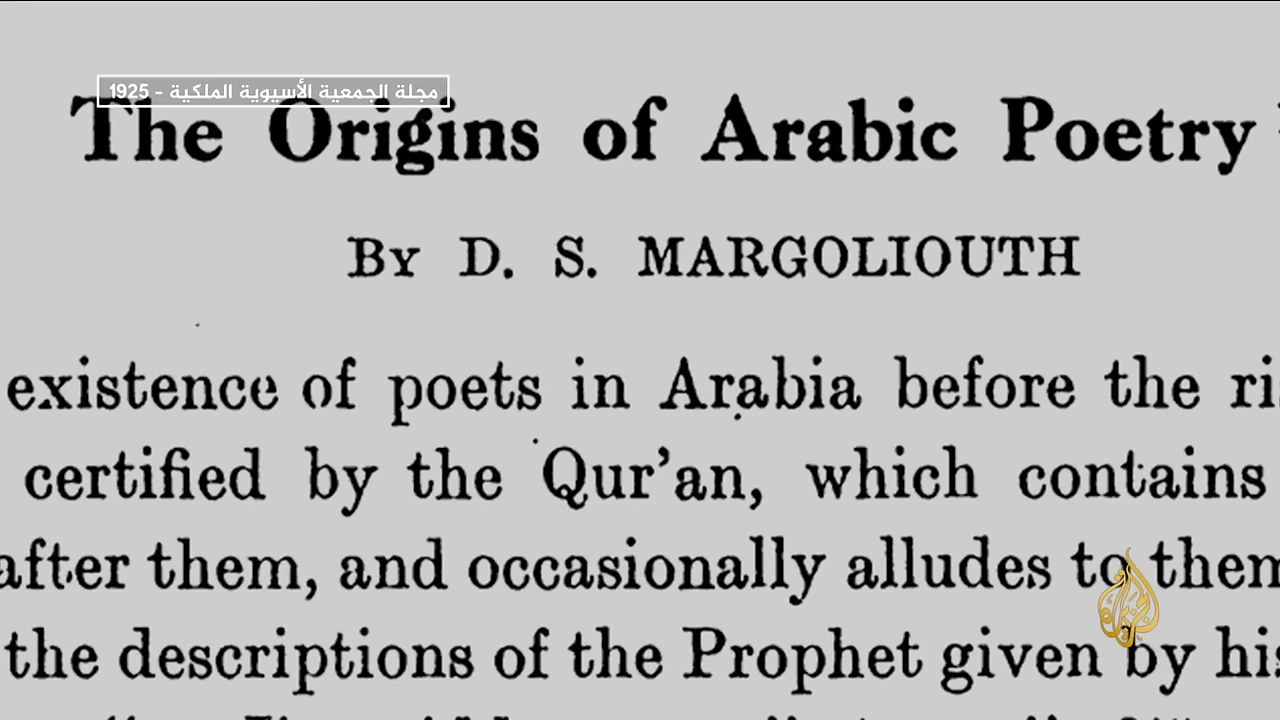 مجلة الجمعية الأسيوية الملكية - 1925
The Origins of Arabic Poetry
By D. S. MARGOLIOUTH
existence of poets in Arabia before the
certified by the Qur'an, which contains
after them, and occasionally alludes to them
the descriptions of the Prophet given by his
الجزيرة